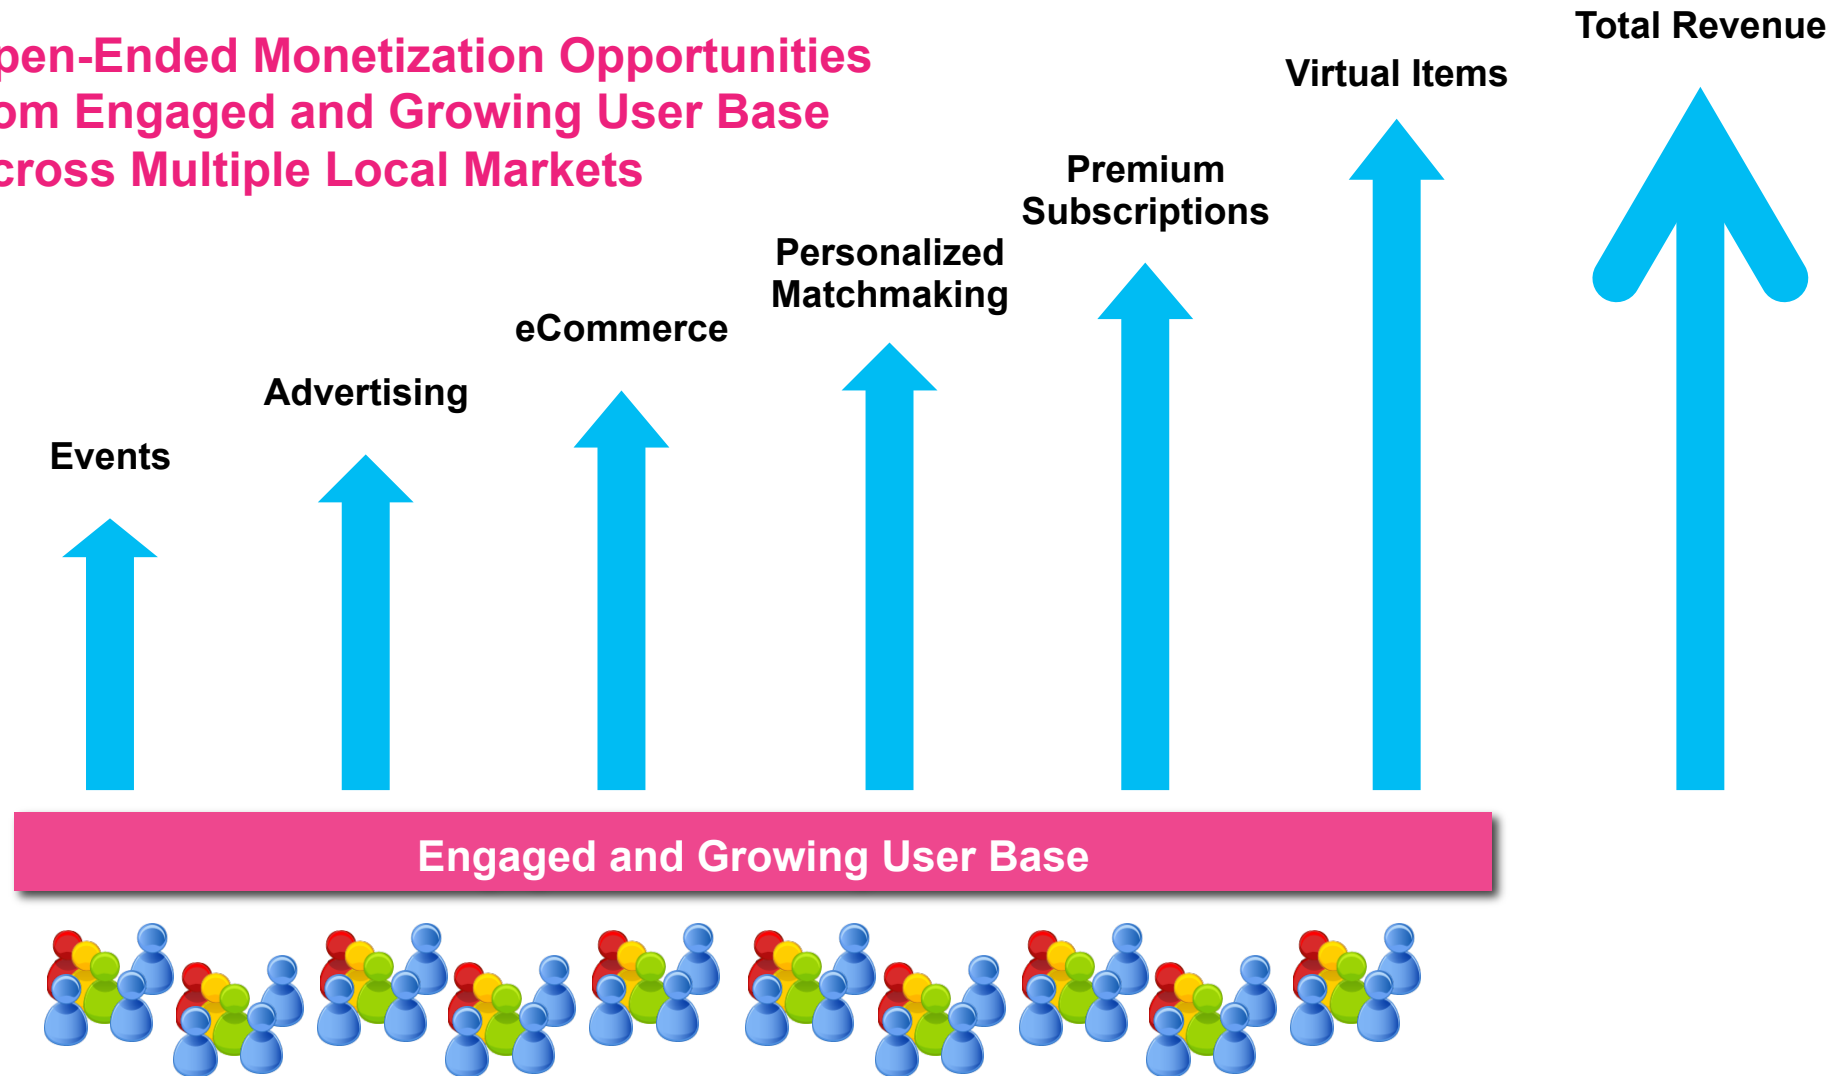 pen-Ended Monetization Opportunities
om Engaged and Growing User Base
cross Multiple Local Markets
Total Revenue
Virtual Items
Premium
Subscriptions
Personalized
Matchmaking
eCommerce
Advertising
Events
Engaged and Growing User Base